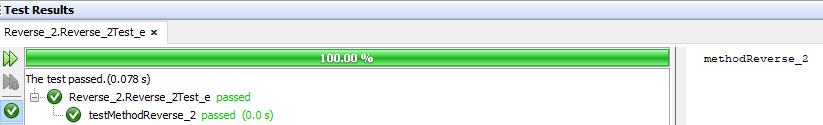 Test Results
Reverse_2.Reverse_2Test_e ×
100.00 %
methodReverse_2
The test passed.(0.078 s)
Reverse_2.Reverse_2Test_e passed
testMethodReverse_2 passed (0.0 s)